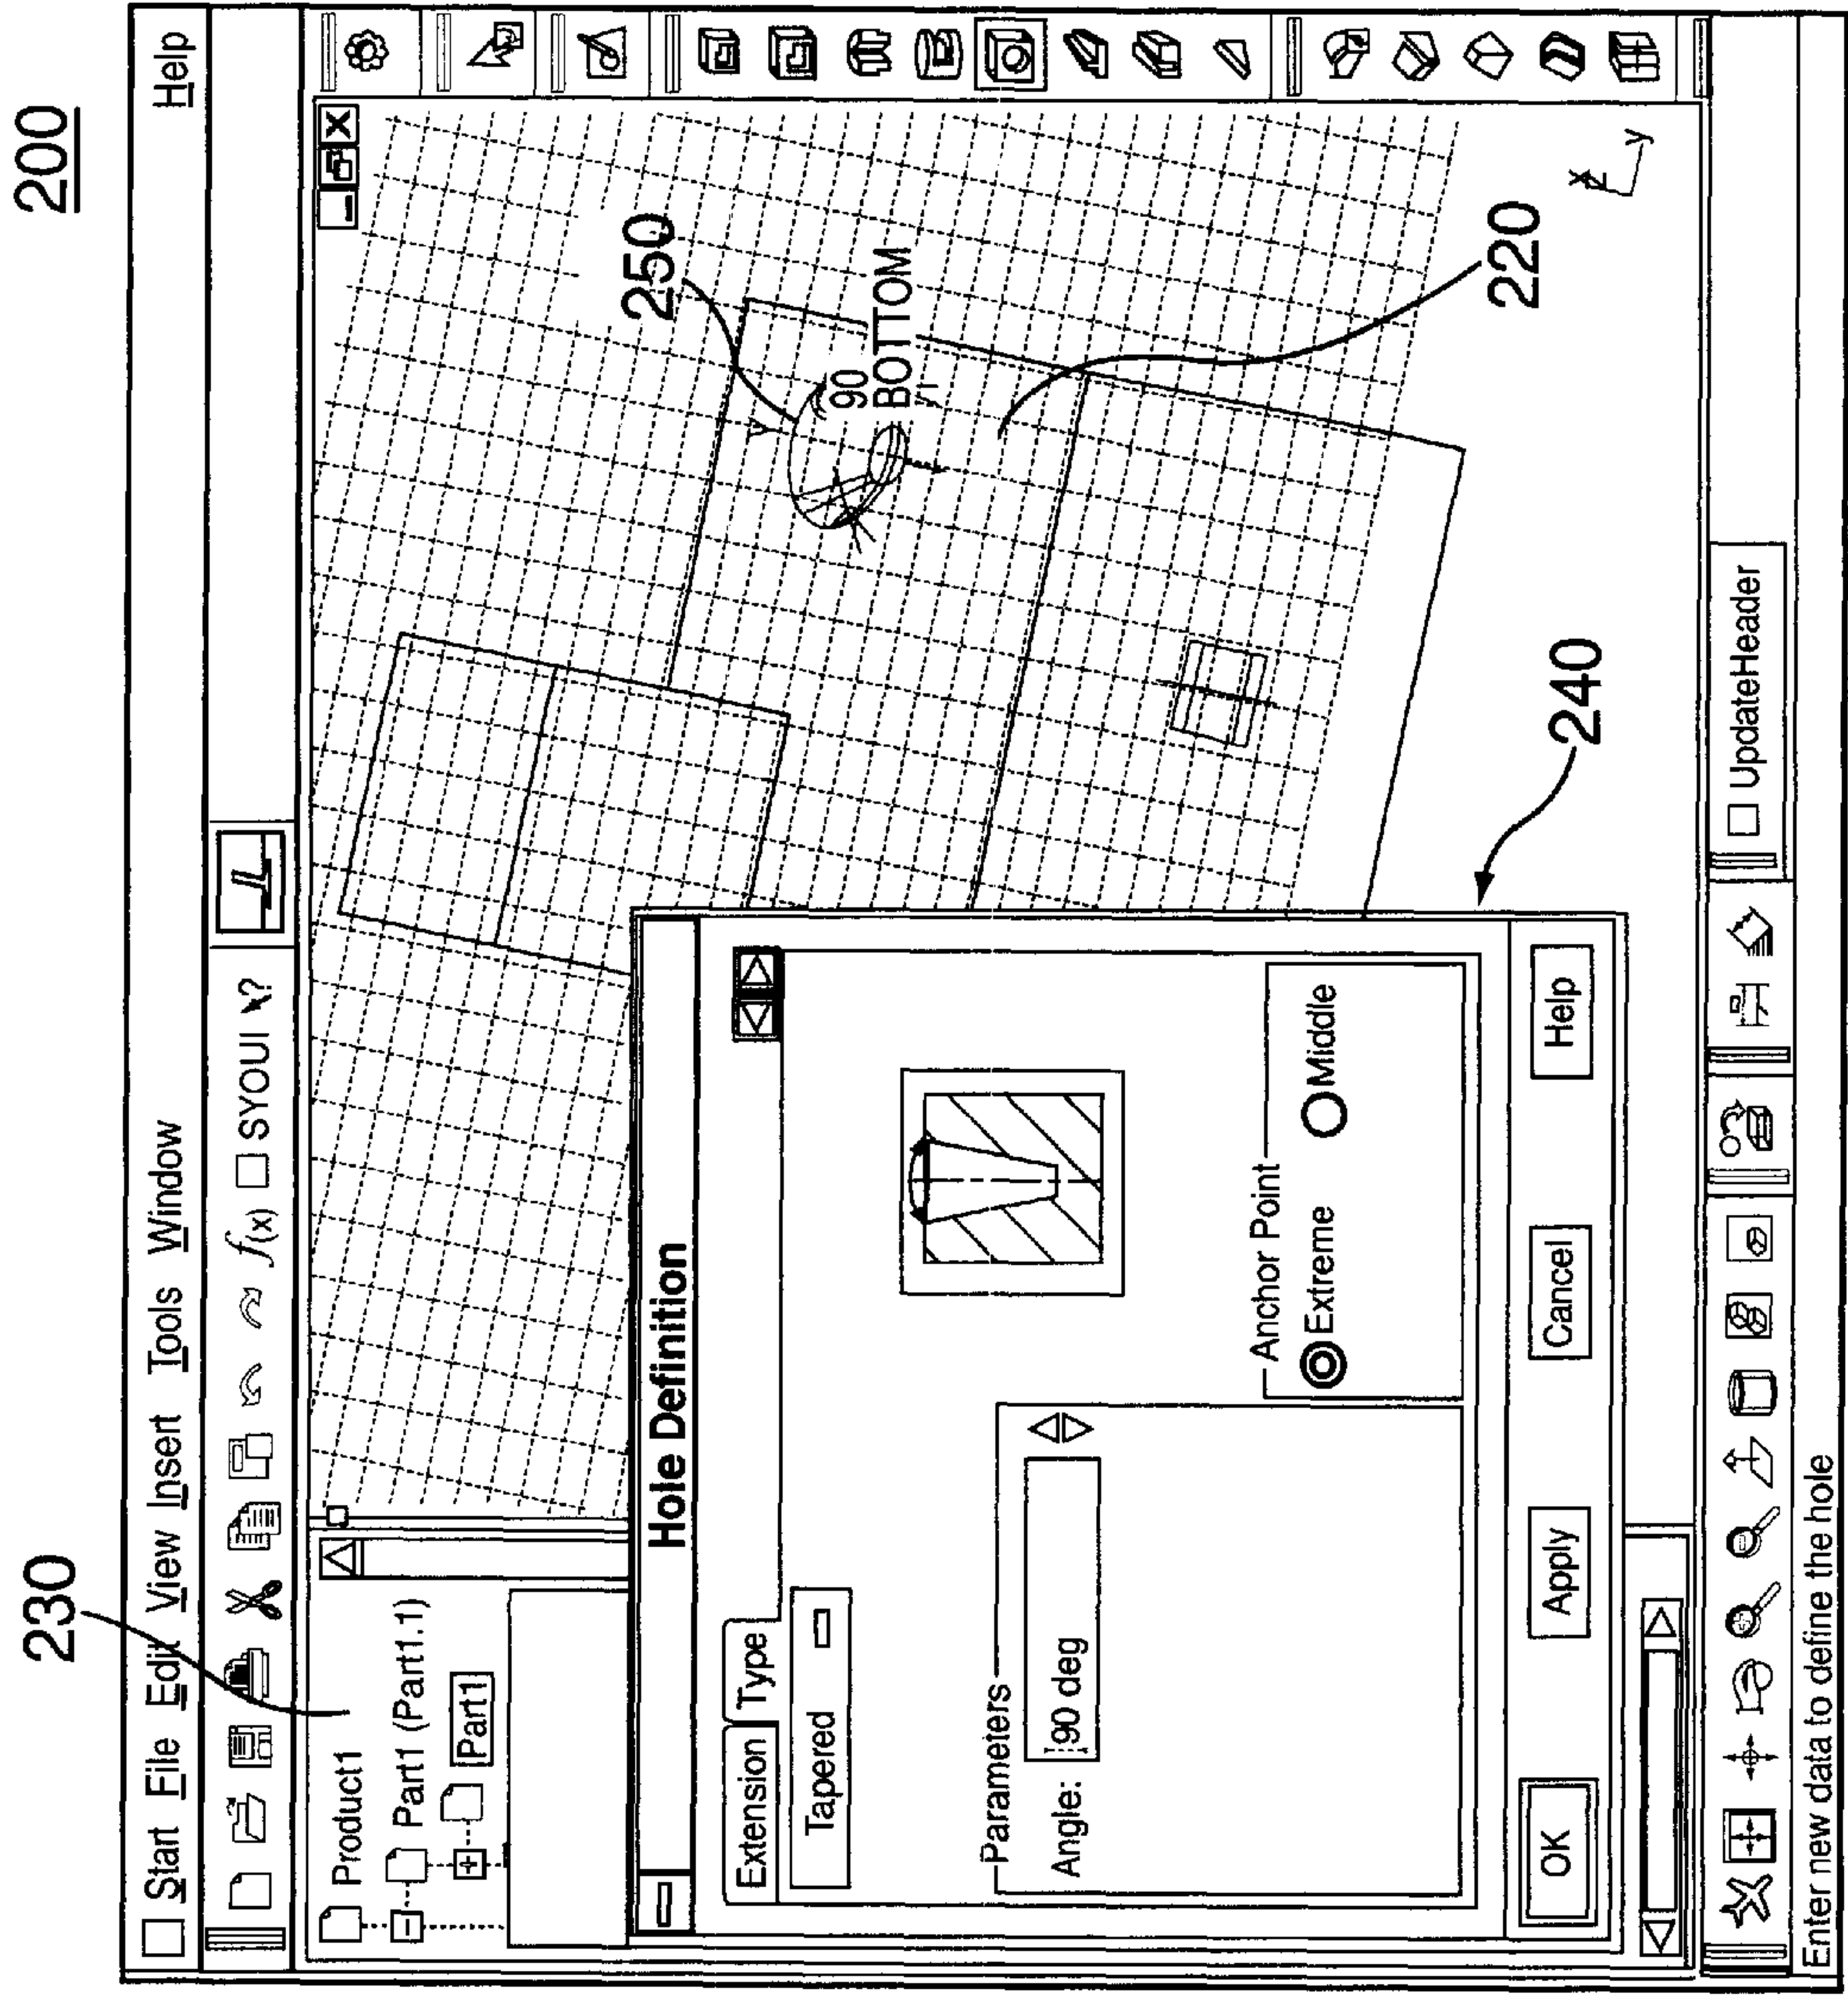 200
230
Start File Edit View Insert Tools Window Help
f(x) SYOUI ?
Product1
Part1 (Part1.1)
Part1
250
90
BOTTOM
Y
220
x
z
y
Hole Definition
Extension Type
Tapered
Parameters
Angle: 90 deg
Anchor Point
Extreme Middle
OK Apply Cancel Help
240
UpdateHeader
Enter new data to define the hole